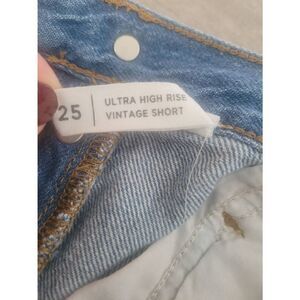 25 | ULTRA HIGH RISE
VINTAGE SHORT